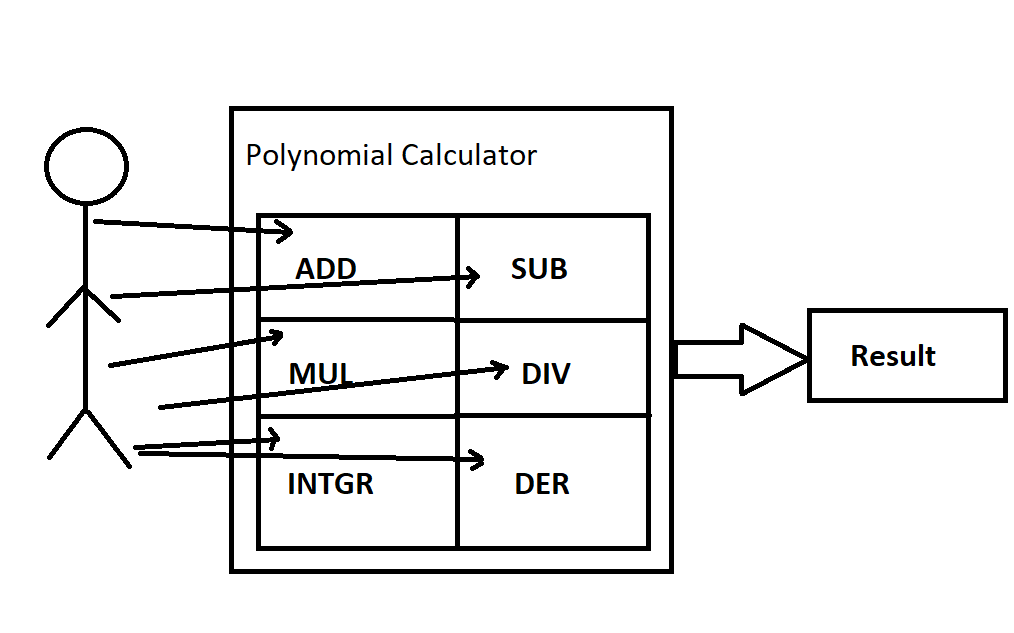 Polynomial Calculator
ADD
SUB
MUL
DIV
INTGR
DER
Result